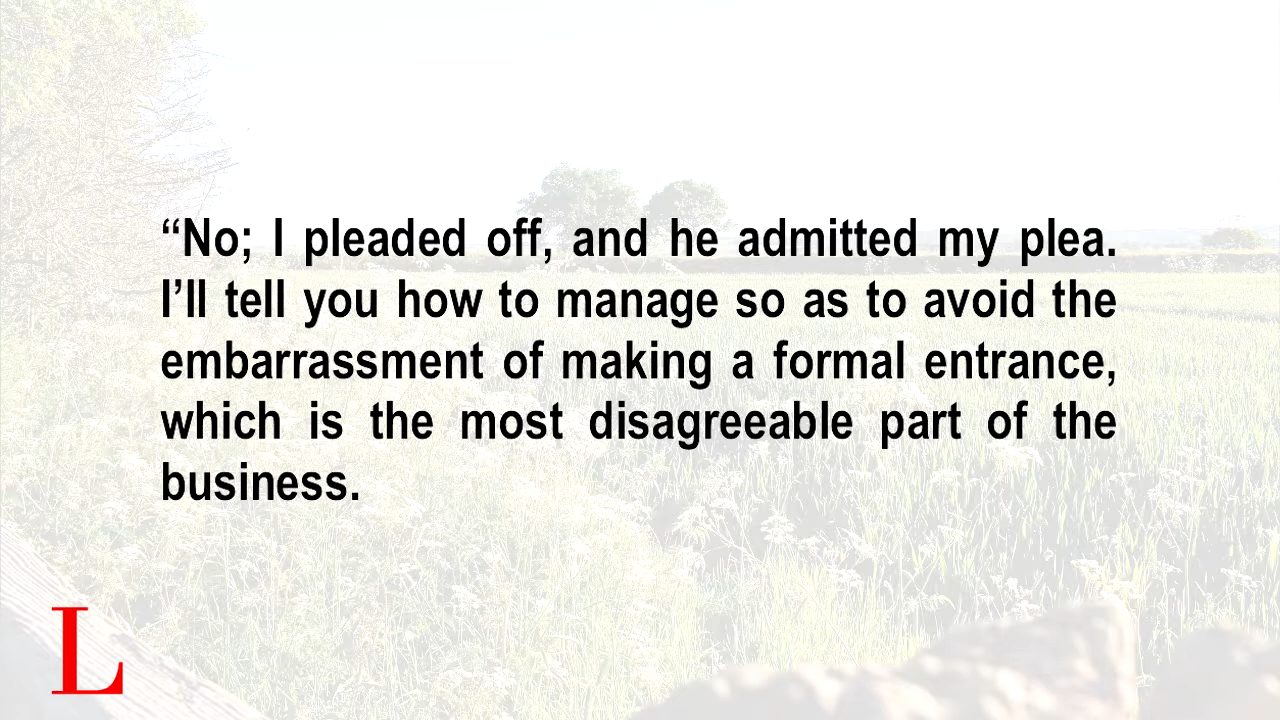 “No; I pleaded off, and he admitted my plea.
I’ll tell you how to manage so as to avoid the
embarrassment of making a formal entrance,
which is the most disagreeable part of the
business.
L